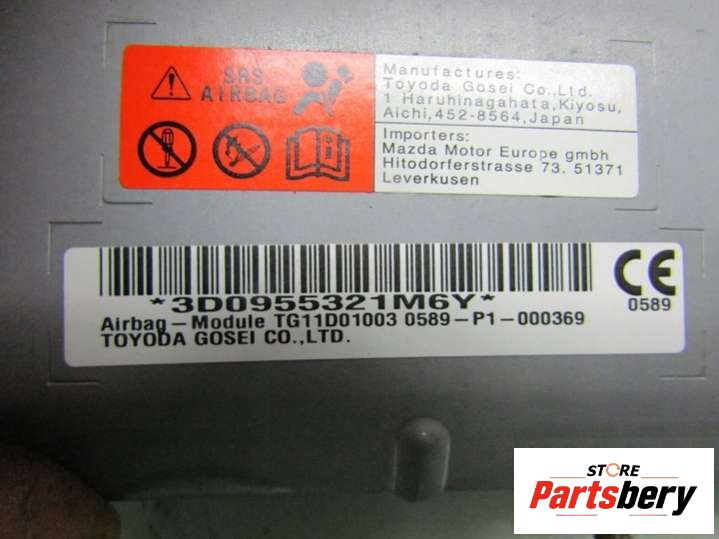 SRS
AIRBAG
Manufactures:
Toyoda Gosei Co.,Ltd.
1 Haruhinagahata,Kiyosu,
Aichi,452-8564,Japan
Importers:
Mazda Motor Europe gmbh
Hitodorferstrasse 73. 51371
Leverkusen
*3D0955321M6Y*
Airbag-Module TG11D01003 0589-P1-000369
TOYODA GOSEI CO.,LTD.
CE
0589
STORE
Partsbery